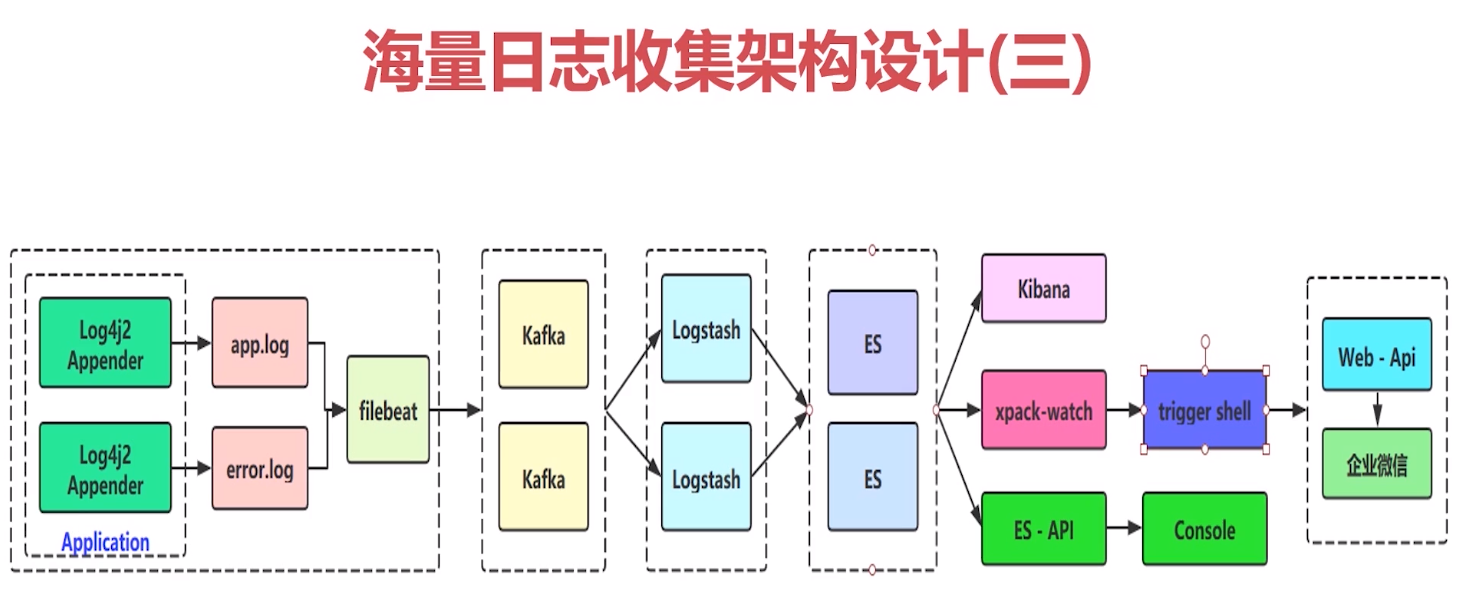 海量日志收集架构设计(三)
Log4j2
Appender
app.log
Log4j2
Appender
error.log
Application
filebeat
Kafka
Kafka
Logstash
Logstash
ES
ES
Kibana
xpack-watch
trigger shell
ES - API
Console
Web - Api
企业微信